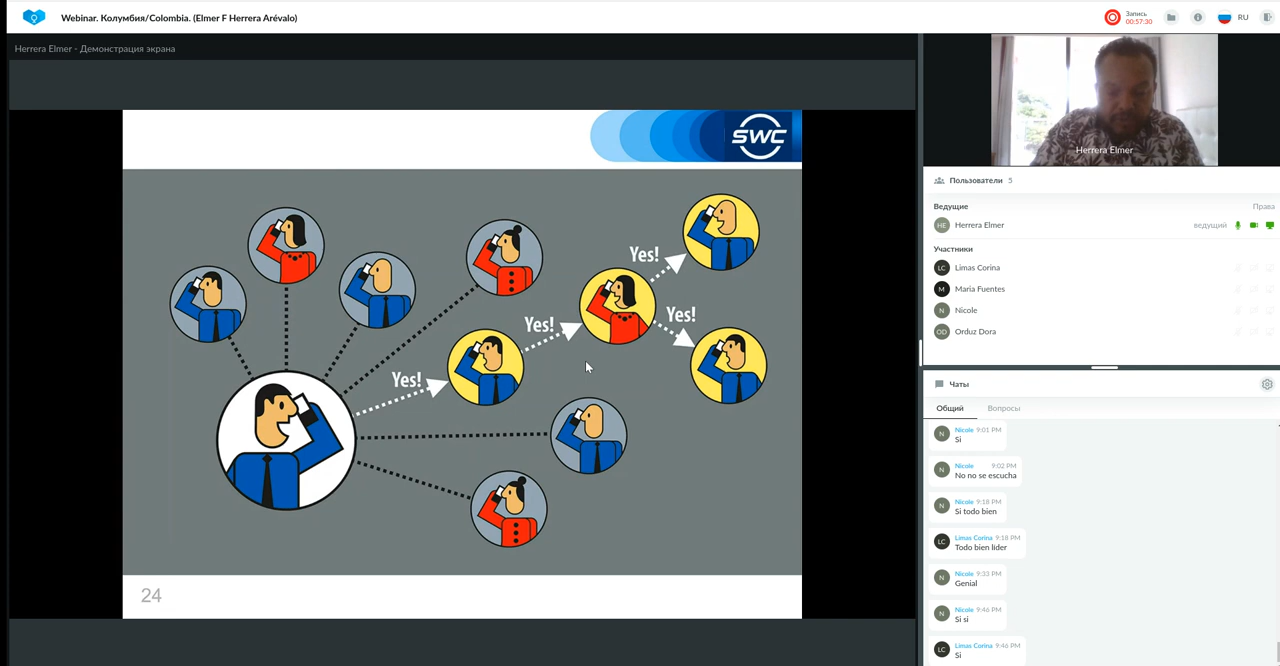 Webinar. Колумбия/Colombia. (Elmer F Herrera Arévalo)
Запись
00:57:30
RU
Herrera Elmer - Демонстрация экрана
SWC
Yes!
Yes!
Yes!
Yes!
24
Herrera Elmer
Пользователи 5
Ведущие Права
HE Herrera Elmer ведущий
Участники
LC Limas Corina
M Maria Fuentes
N Nicole
OD Orduz Dora
Чаты
Общий Вопросы
N Nicole 9:01 PM
Si
N Nicole 9:02 PM
No no se escucha
N Nicole 9:18 PM
Si todo bien
LC Limas Corina 9:18 PM
Todo bien líder
N Nicole 9:33 PM
Genial
N Nicole 9:46 PM
Si si
LC Limas Corina 9:46 PM
Si